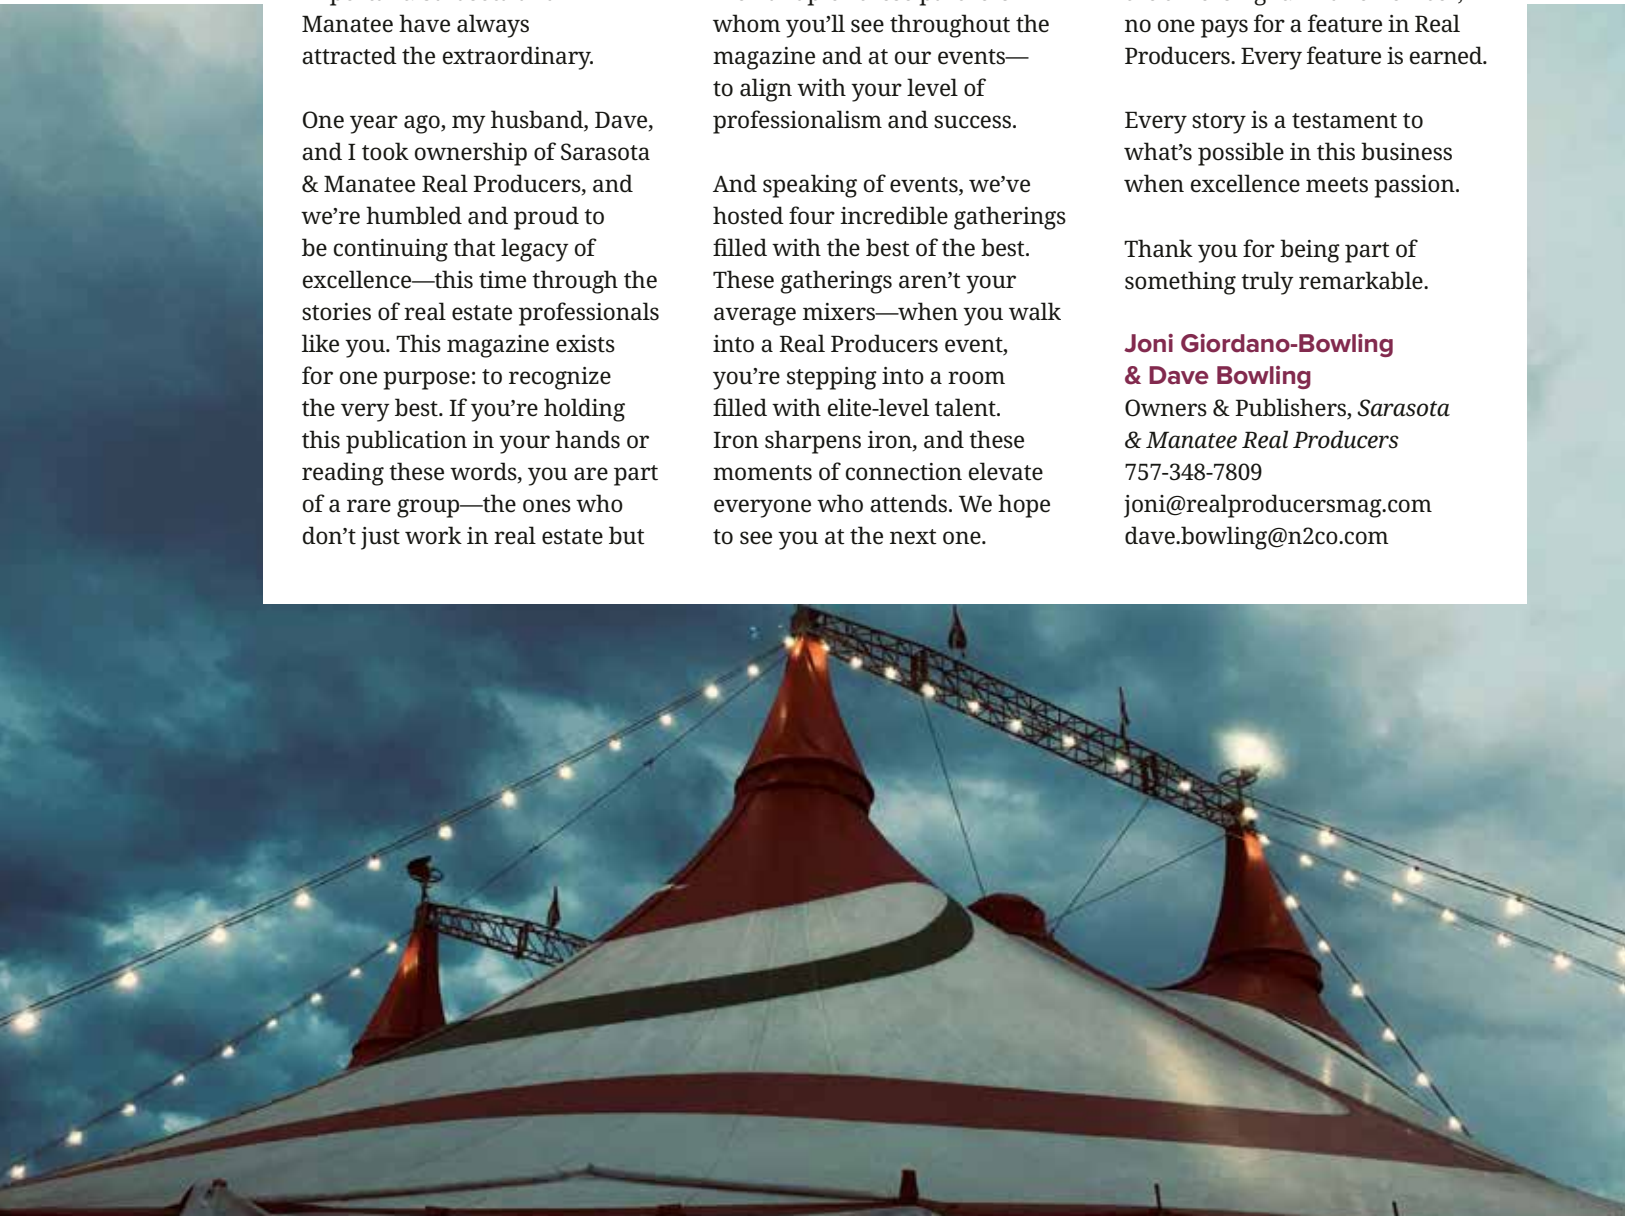 Manatee have always
attracted the extraordinary.
One year ago, my husband, Dave,
and I took ownership of Sarasota
& Manatee Real Producers, and
we’re humbled and proud to
be continuing that legacy of
excellence—this time through the
stories of real estate professionals
like you. This magazine exists
for one purpose: to recognize
the very best. If you’re holding
this publication in your hands or
reading these words, you are part
of a rare group—the ones who
don’t just work in real estate but
whom you’ll see throughout the
magazine and at our events—
to align with your level of
professionalism and success.
And speaking of events, we’ve
hosted four incredible gatherings
filled with the best of the best.
These gatherings aren’t your
average mixers—when you walk
into a Real Producers event,
you’re stepping into a room
filled with elite-level talent.
Iron sharpens iron, and these
moments of connection elevate
everyone who attends. We hope
to see you at the next one.
no one pays for a feature in Real
Producers. Every feature is earned.
Every story is a testament to
what’s possible in this business
when excellence meets passion.
Thank you for being part of
something truly remarkable.
Joni Giordano-Bowling
& Dave Bowling
Owners & Publishers, Sarasota
& Manatee Real Producers
757-348-7809
joni@realproducersmag.com
dave.bowling@n2co.com